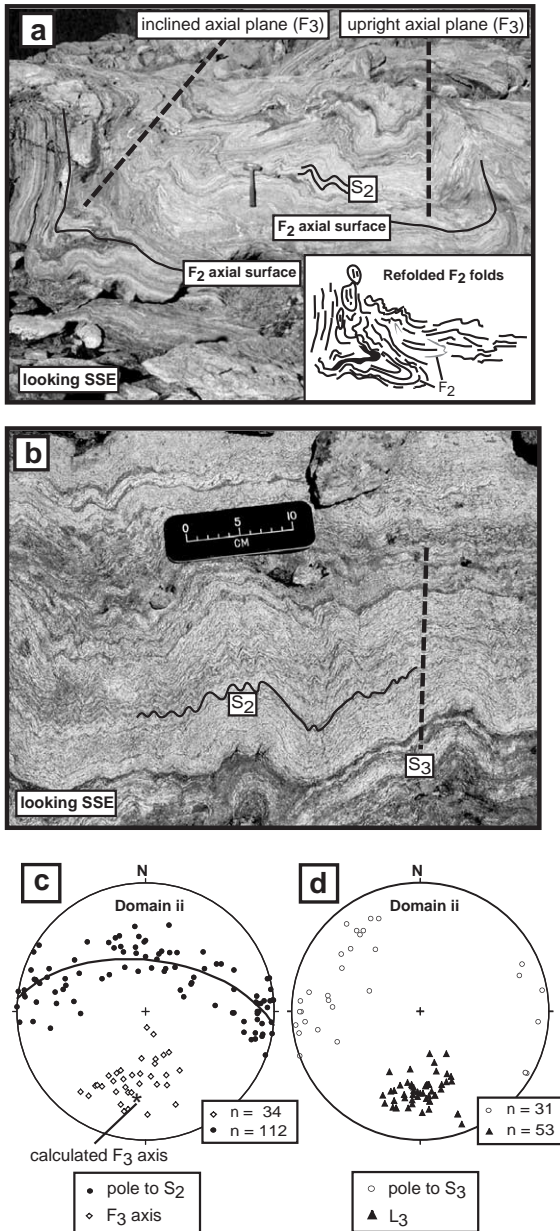 a
inclined axial plane (F3)
upright axial plane (F3)
S2
F2 axial surface
F2 axial surface
Refolded F2 folds
F2
looking SSE
b
0 5 10
CM
S2
S3
looking SSE
c
N
Domain ii
n = 34
n = 112
calculated F3 axis
pole to S2
F3 axis
d
N
Domain ii
n = 31
n = 53
pole to S3
L3